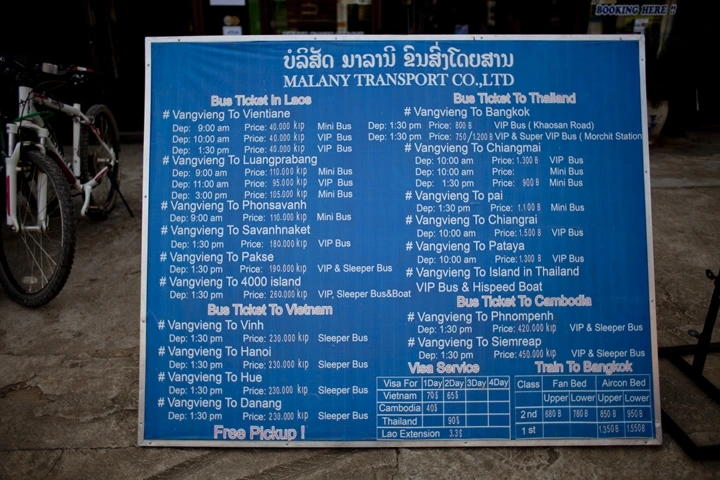 BOOKING HERE !!
ບໍລິສັດ ມາລານີ ຂົນສົ່ງໂດຍສານ
MALANY TRANSPORT CO.,LTD
Bus Ticket In Laos
# Vangvieng To Vientiane
Dep: 9:00 am Price: 40.000 kip Mini Bus
Dep: 10:00 am Price: 40.000 kip VIP Bus
Dep: 1:30 pm Price: 40.000 kip VIP Bus
# Vangvieng To Luangprabang
Dep: 9:00 am Price: 110.000 kip Mini Bus
Dep: 11:00 am Price: 95.000 kip VIP Bus
Dep: 3:00 pm Price: 105.000 kip Mini Bus
# Vangvieng To Phonsavanh
Dep: 9:00 am Price: 110.000 kip Mini Bus
# Vangvieng To Savanhnaket
Dep: 1:30 pm Price: 180.000 kip VIP Bus
# Vangvieng To Pakse
Dep: 1:30 pm Price: 190.000 kip VIP & Sleeper Bus
# Vangvieng To 4000 island
Dep: 1:30 pm Price: 260.000 kip VIP, Sleeper Bus&Boat
Bus Ticket To Vietnam
# Vangvieng To Vinh
Dep: 1:30 pm Price: 230.000 kip Sleeper Bus
# Vangvieng To Hanoi
Dep: 1:30 pm Price: 230.000 kip Sleeper Bus
# Vangvieng To Hue
Dep: 1:30 pm Price: 230.000 kip Sleeper Bus
# Vangvieng To Danang
Dep: 1:30 pm Price: 230.000 kip Sleeper Bus
Free Pickup !
Bus Ticket To Thailand
# Vangvieng To Bangkok
Dep: 1:30 pm Price: 800 B VIP Bus ( Khaosan Road)
Dep: 1:30 pm Price: 750/1.200 B VIP & Super VIP Bus ( Morchit Station
# Vangvieng To Chiangmai
Dep: 10:00 am Price: 1.300 B VIP Bus
Dep: 10:00 am Price: Mini Bus
Dep: 1:30 pm 900 B Mini Bus
# Vangvieng To pai
Dep: 1:30 pm Price: 1.100 B Mini Bus
# Vangvieng To Chiangrai
Dep: 10:00 am Price: 1.500 B VIP Bus
# Vangvieng To Pataya
Dep: 10:00 am Price: 1.300 B VIP Bus
# Vangvieng To Island in Thailand
VIP Bus & Hispeed Boat
Bus Ticket To Cambodia
# Vangvieng To Phnompenh
Dep: 1:30 pm Price: 420.000 kip VIP & Sleeper Bus
# Vangvieng To Siemreap
Dep: 1:30 pm Price: 450.000 kip VIP & Sleeper Bus
Visa Service
Visa For 1Day 2Day 3Day 4Day
Vietnam 70$ 65$
Cambodia 40$
Thailand 90$
Lao Extension 3.3$
Train To Bangkok
Class Fan Bed Aircon Bed
Upper Lower Upper Lower
2nd 680 B 780 B 850 B 950 B
1st 1.350 B 1.550 B